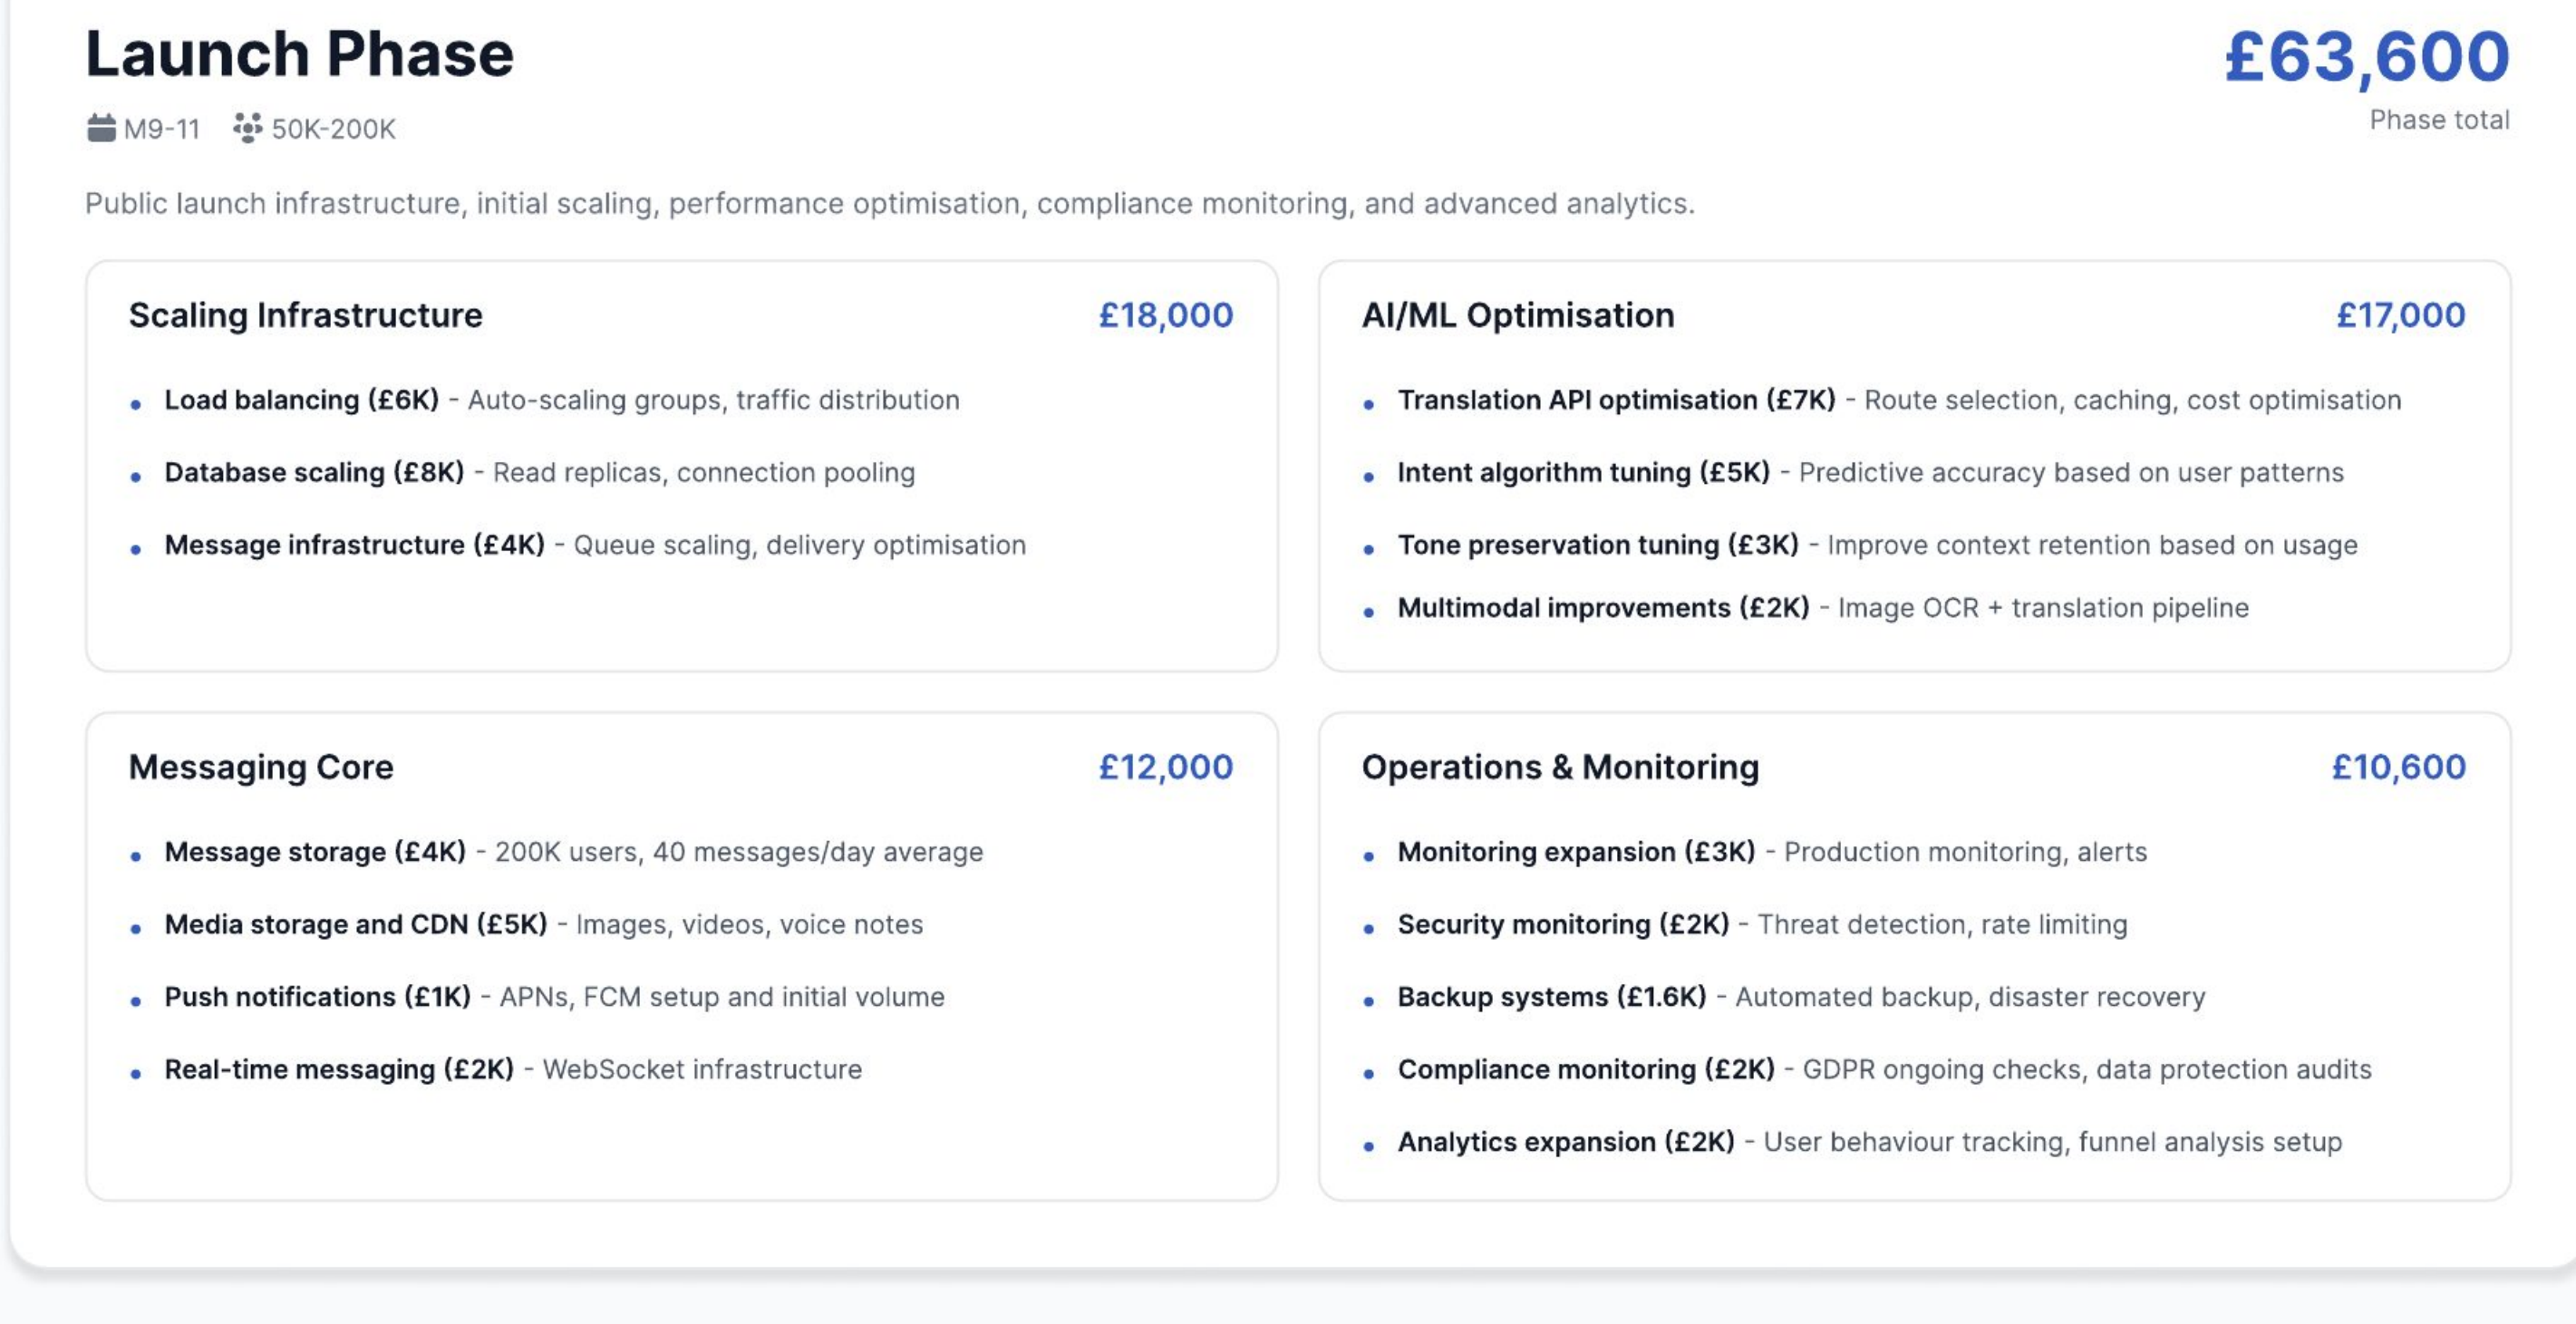 Launch Phase
£63,600
M9-11 50K-200K
Phase total
Public launch infrastructure, initial scaling, performance optimisation, compliance monitoring, and advanced analytics.
Scaling Infrastructure £18,000
• Load balancing (£6K) - Auto-scaling groups, traffic distribution
• Database scaling (£8K) - Read replicas, connection pooling
• Message infrastructure (£4K) - Queue scaling, delivery optimisation
AI/ML Optimisation £17,000
• Translation API optimisation (£7K) - Route selection, caching, cost optimisation
• Intent algorithm tuning (£5K) - Predictive accuracy based on user patterns
• Tone preservation tuning (£3K) - Improve context retention based on usage
• Multimodal improvements (£2K) - Image OCR + translation pipeline
Messaging Core £12,000
• Message storage (£4K) - 200K users, 40 messages/day average
• Media storage and CDN (£5K) - Images, videos, voice notes
• Push notifications (£1K) - APNs, FCM setup and initial volume
• Real-time messaging (£2K) - WebSocket infrastructure
Operations & Monitoring £10,600
• Monitoring expansion (£3K) - Production monitoring, alerts
• Security monitoring (£2K) - Threat detection, rate limiting
• Backup systems (£1.6K) - Automated backup, disaster recovery
• Compliance monitoring (£2K) - GDPR ongoing checks, data protection audits
• Analytics expansion (£2K) - User behaviour tracking, funnel analysis setup